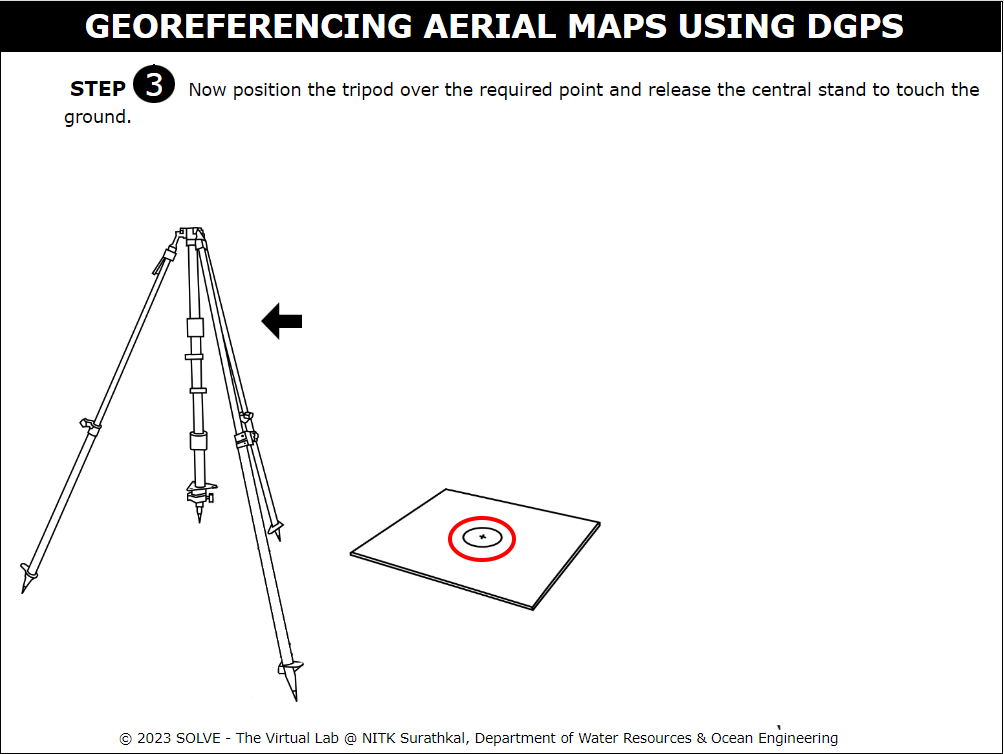 GEOREFERENCING AERIAL MAPS USING DGPS
STEP 3 Now position the tripod over the required point and release the central stand to touch the
ground.
© 2023 SOLVE - The Virtual Lab @ NITK Surathkal, Department of Water Resources & Ocean Engineering